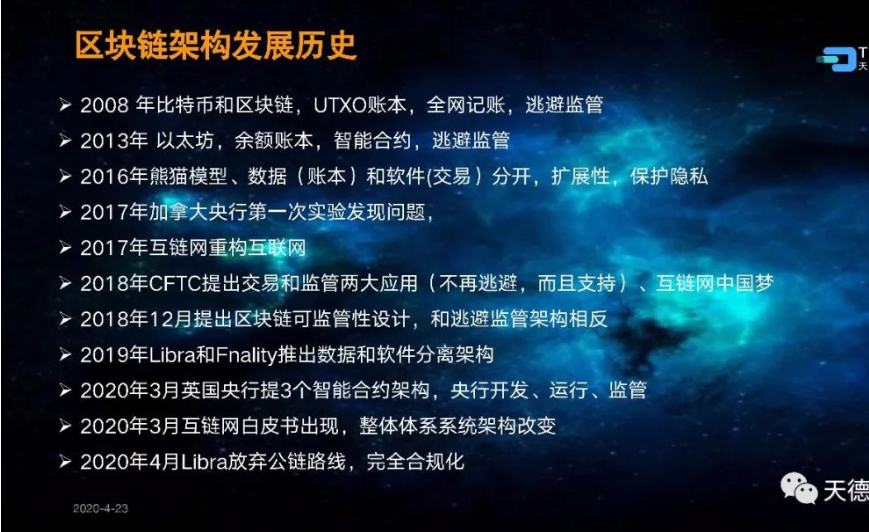 区块链架构发展历史
T
天
➢ 2008 年比特币和区块链，UTXO账本，全网记账，逃避监管
➢ 2013年 以太坊，余额账本，智能合约，逃避监管
➢ 2016年熊猫模型、数据（账本）和软件(交易）分开，扩展性，保护隐私
➢ 2017年加拿大央行第一次实验发现问题，
➢ 2017年互链网重构互联网
➢ 2018年CFTC提出交易和监管两大应用（不再逃避，而且支持）、互链网中国梦
➢ 2018年12月提出区块链可监管性设计，和逃避监管架构相反
➢ 2019年Libra和Fnality推出数据和软件分离架构
➢ 2020年3月英国央行提3个智能合约架构，央行开发、运行、监管
➢ 2020年3月互链网白皮书出现，整体体系系统架构改变
➢ 2020年4月Libra放弃公链路线，完全合规化
天德
2020-4-23